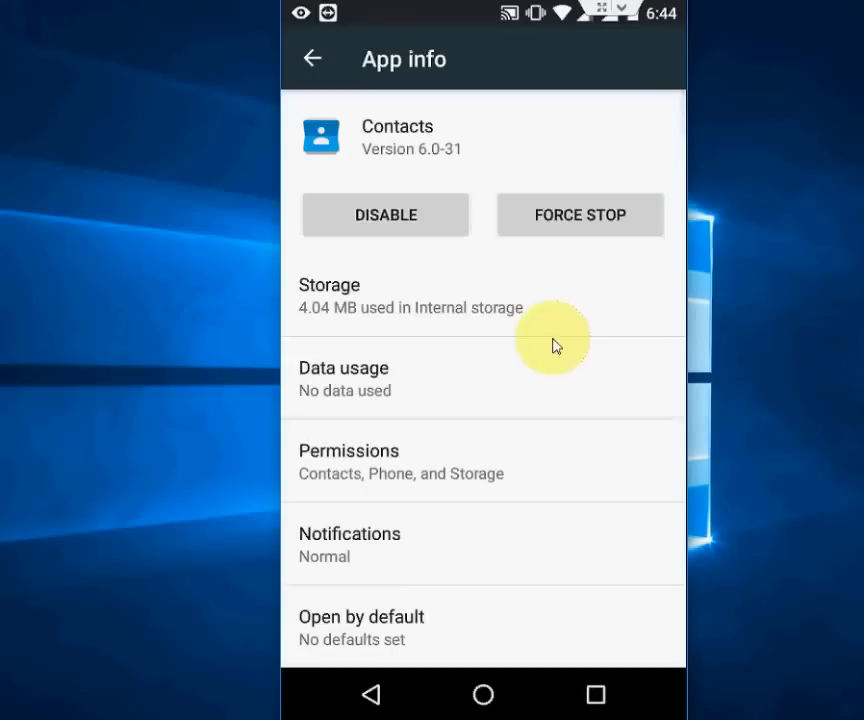 6:44
App info
Contacts
Version 6.0-31
DISABLE
FORCE STOP
Storage
4.04 MB used in Internal storage
Data usage
No data used
Permissions
Contacts, Phone, and Storage
Notifications
Normal
Open by default
No defaults set